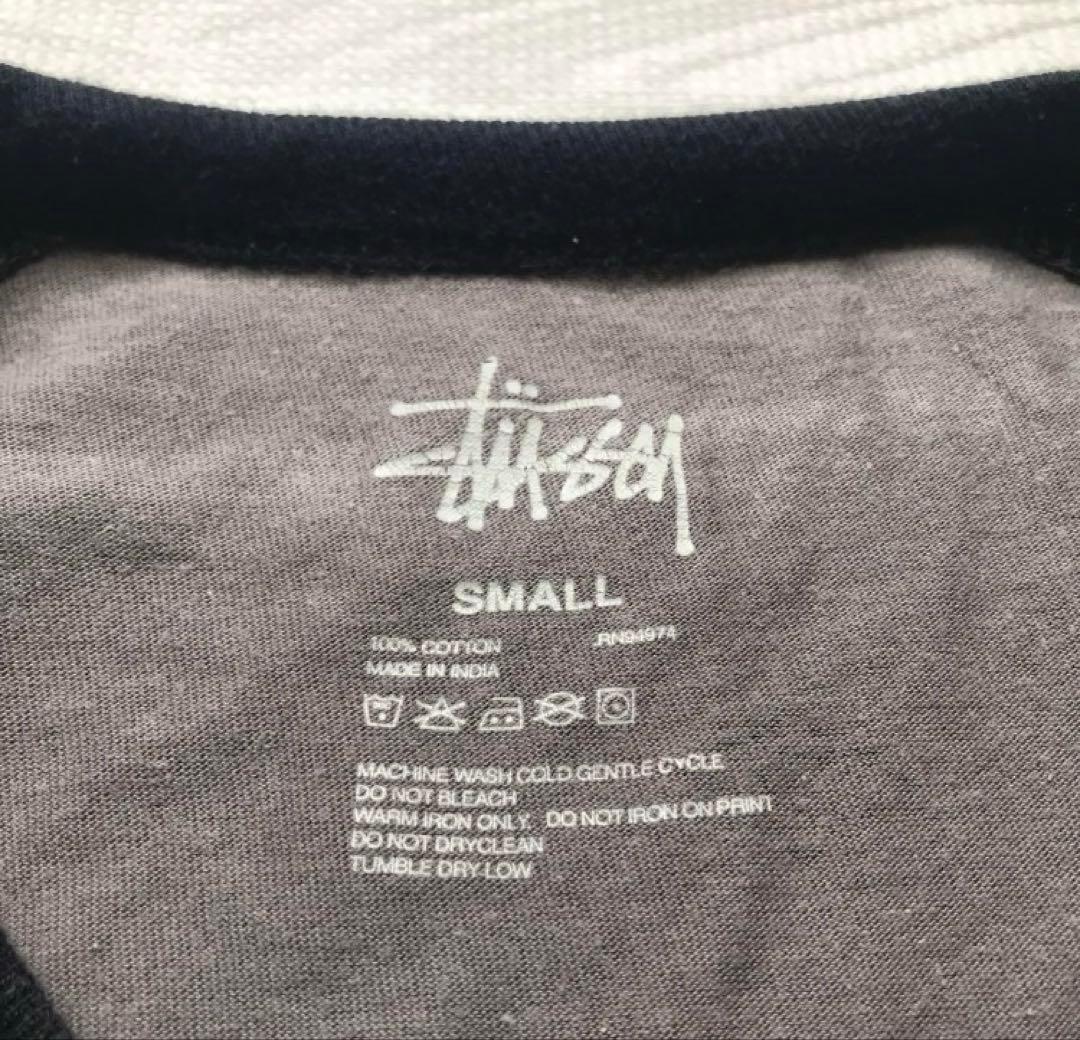 Stüssy
SMALL
100% COTTON RN94974
MADE IN INDIA
MACHINE WASH COLD GENTLE CYCLE
DO NOT BLEACH
WARM IRON ONLY. DO NOT IRON ON PRINT
DO NOT DRYCLEAN
TUMBLE DRY LOW